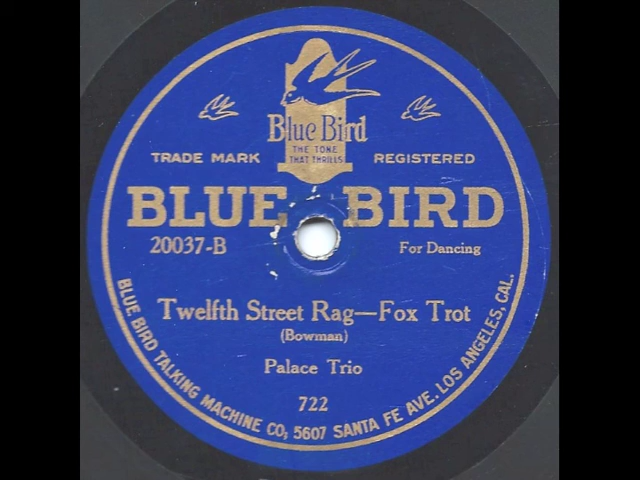 Blue Bird
THE TONE
THAT THRILLS
TRADE MARK REGISTERED
BLUE BIRD
20037-B For Dancing
Twelfth Street Rag—Fox Trot
(Bowman)
Palace Trio
722
BLUE BIRD TALKING MACHINE CO; 5607 SANTA FE AVE. LOS ANGELES, CAL.